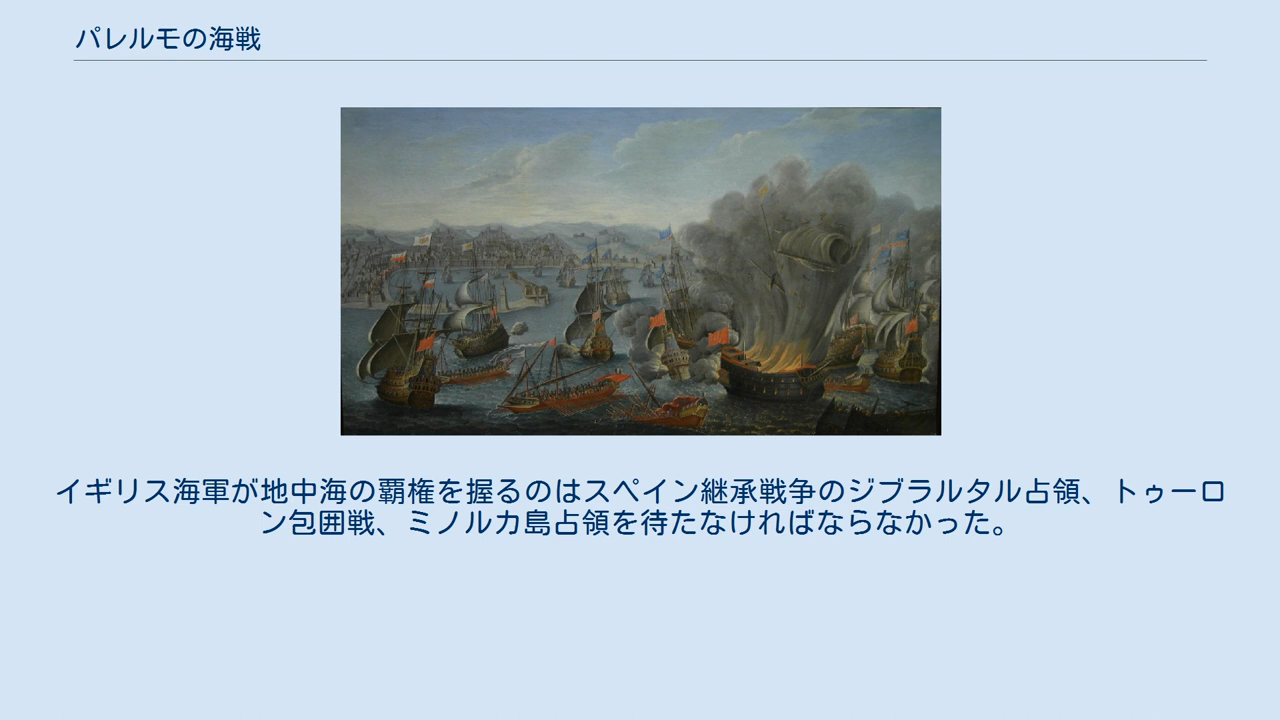 パレルモの海戦
イギリス海軍が地中海の覇権を握るのはスペイン継承戦争のジブラルタル占領、トゥーロ
ン包囲戦、ミノルカ島占領を待たなければならなかった。